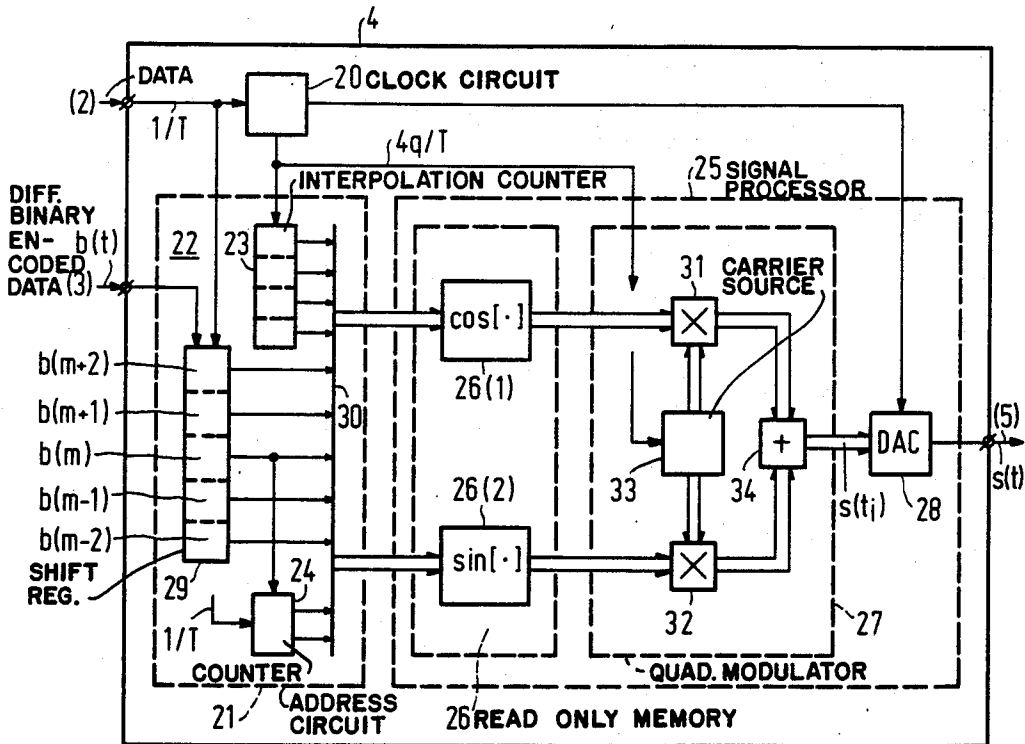 4
DATA
(2)
1/T
20 CLOCK CIRCUIT
4q/T
INTERPOLATION COUNTER
25 SIGNAL
PROCESSOR
DIFF.
BINARY
EN- b(t)
CODED
DATA (3)
22
23
31
CARRIER
SOURCE
cos[·]
26(1)
b(m+2)
b(m+1)
b(m)
b(m-1)
b(m-2)
30
33
+
34
s(tᵢ)
DAC
28
(5)
s(t)
26(2)
sin[·]
SHIFT
REG.
29
24
32
27
1/T
COUNTER
QUAD. MODULATOR
21
ADDRESS
CIRCUIT
26 READ ONLY MEMORY